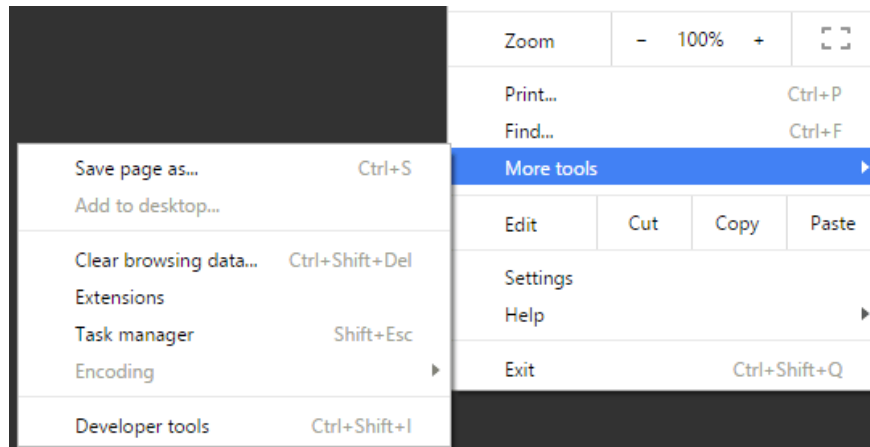 Zoom - 100% +
Print... Ctrl+P
Find... Ctrl+F
More tools
Edit Cut Copy Paste
Settings
Help
Exit Ctrl+Shift+Q
Save page as... Ctrl+S
Add to desktop...
Clear browsing data... Ctrl+Shift+Del
Extensions
Task manager Shift+Esc
Encoding
Developer tools Ctrl+Shift+I